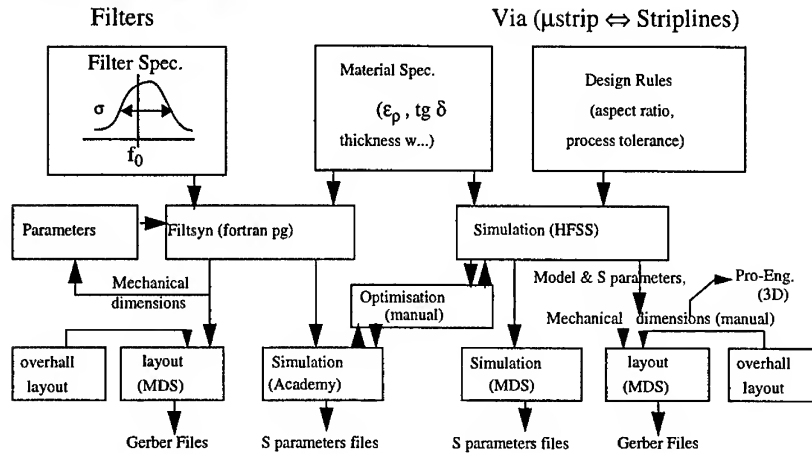 Filters
Via (μstrip ⇔ Striplines)
Filter Spec.
σ
f0
Material Spec.
(ερ , tg δ
thickness w...)
Design Rules
(aspect ratio,
process tolerance)
Parameters
Filtsyn (fortran pg)
Simulation (HFSS)
Mechanical
dimensions
Optimisation
(manual)
Model & S parameters,
Pro-Eng.
(3D)
Mechanical dimensions (manual)
overhall
layout
layout
(MDS)
Simulation
(Academy)
Simulation
(MDS)
layout
(MDS)
overhall
layout
Gerber Files
S parameters files
S parameters files
Gerber Files